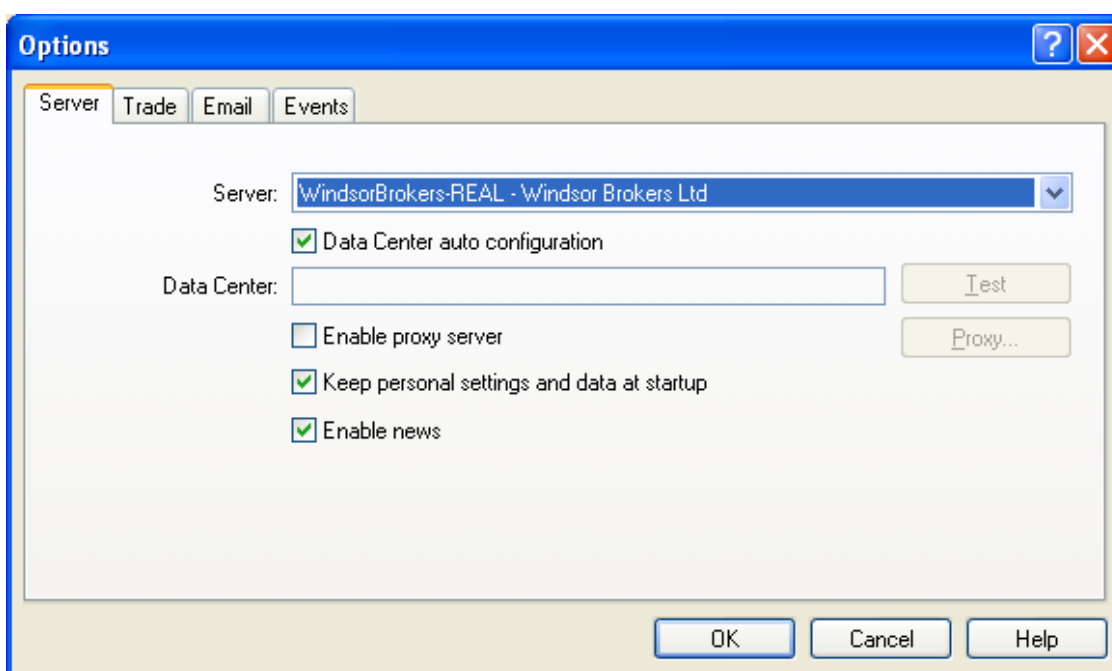 Options
Server Trade Email Events
Server: WindsorBrokers-REAL - Windsor Brokers Ltd
Data Center auto configuration
Data Center: Test
Enable proxy server Proxy...
Keep personal settings and data at startup
Enable news
OK Cancel Help